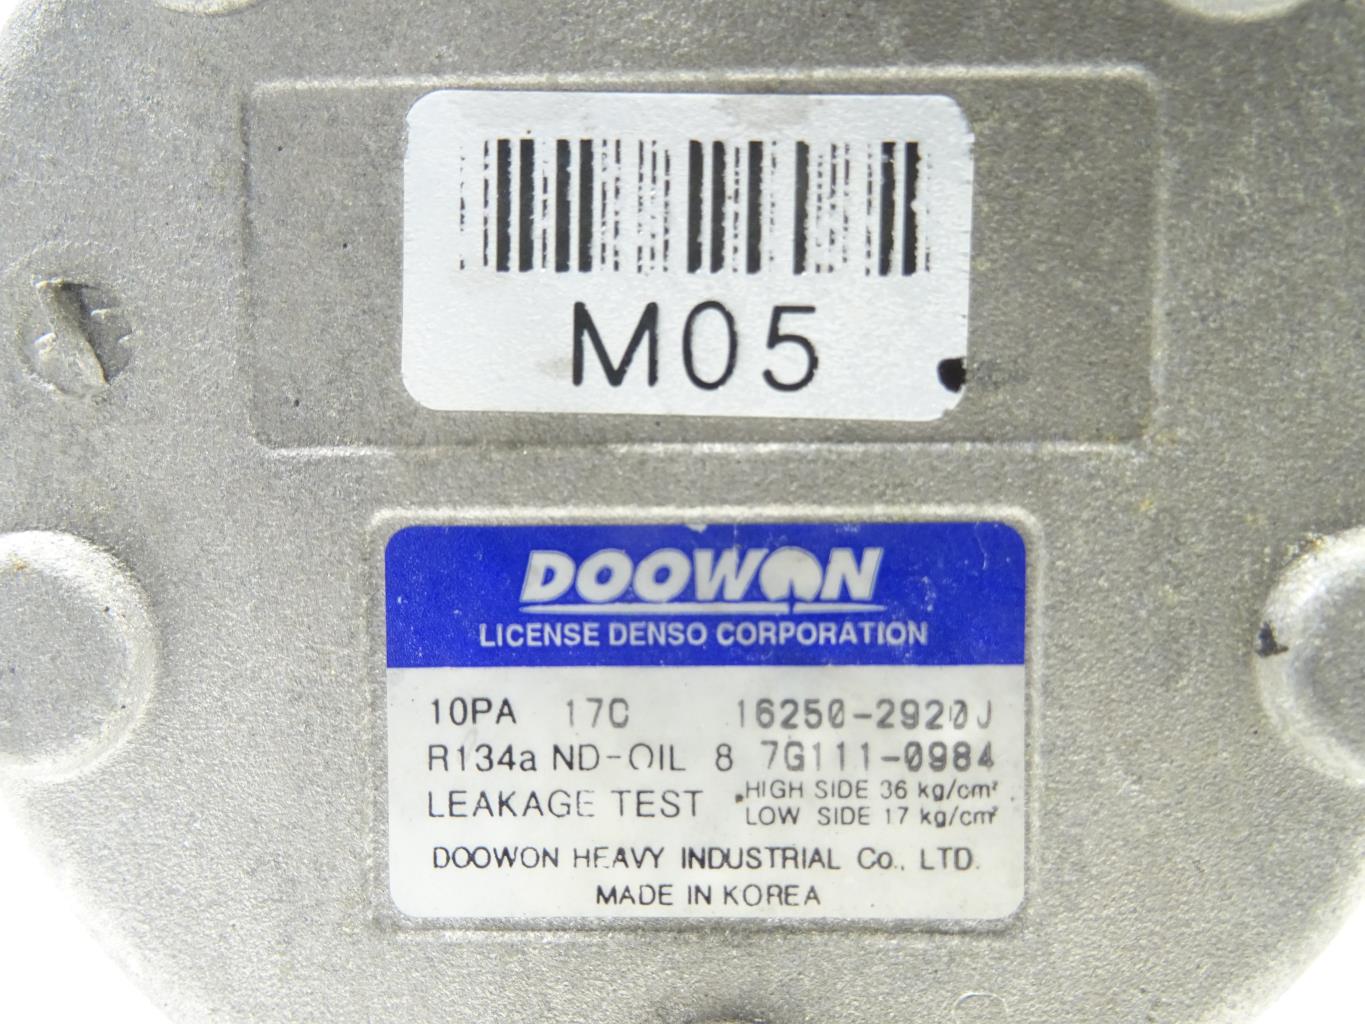 M05
DOOWON
LICENSE DENSO CORPORATION
10PA 17C 16250-2920J
R134a ND-OIL 8 7G111-0984
LEAKAGE TEST HIGH SIDE 36 kg/cm²
LOW SIDE 17 kg/cm²
DOOWON HEAVY INDUSTRIAL Co., LTD.
MADE IN KOREA